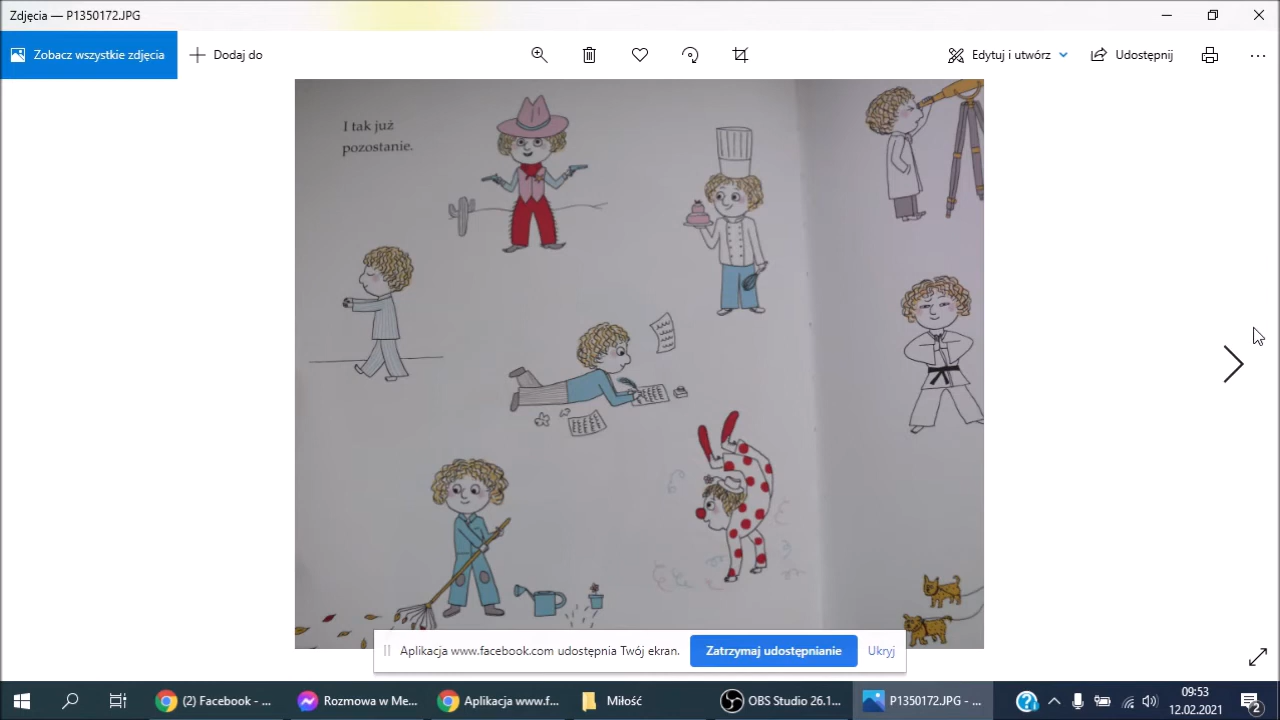 Zdjęcia — P1350172.JPG
Zobacz wszystkie zdjęcia
Dodaj do
Edytuj i utwórz
Udostępnij
I tak już
pozostanie.
Aplikacja www.facebook.com udostępnia Twój ekran.
Zatrzymaj udostępnianie
Ukryj
(2) Facebook - ...
Rozmowa w Me...
Aplikacja www.f...
Miłość
OBS Studio 26.1...
P1350172.JPG - ...
09:53
12.02.2021
2